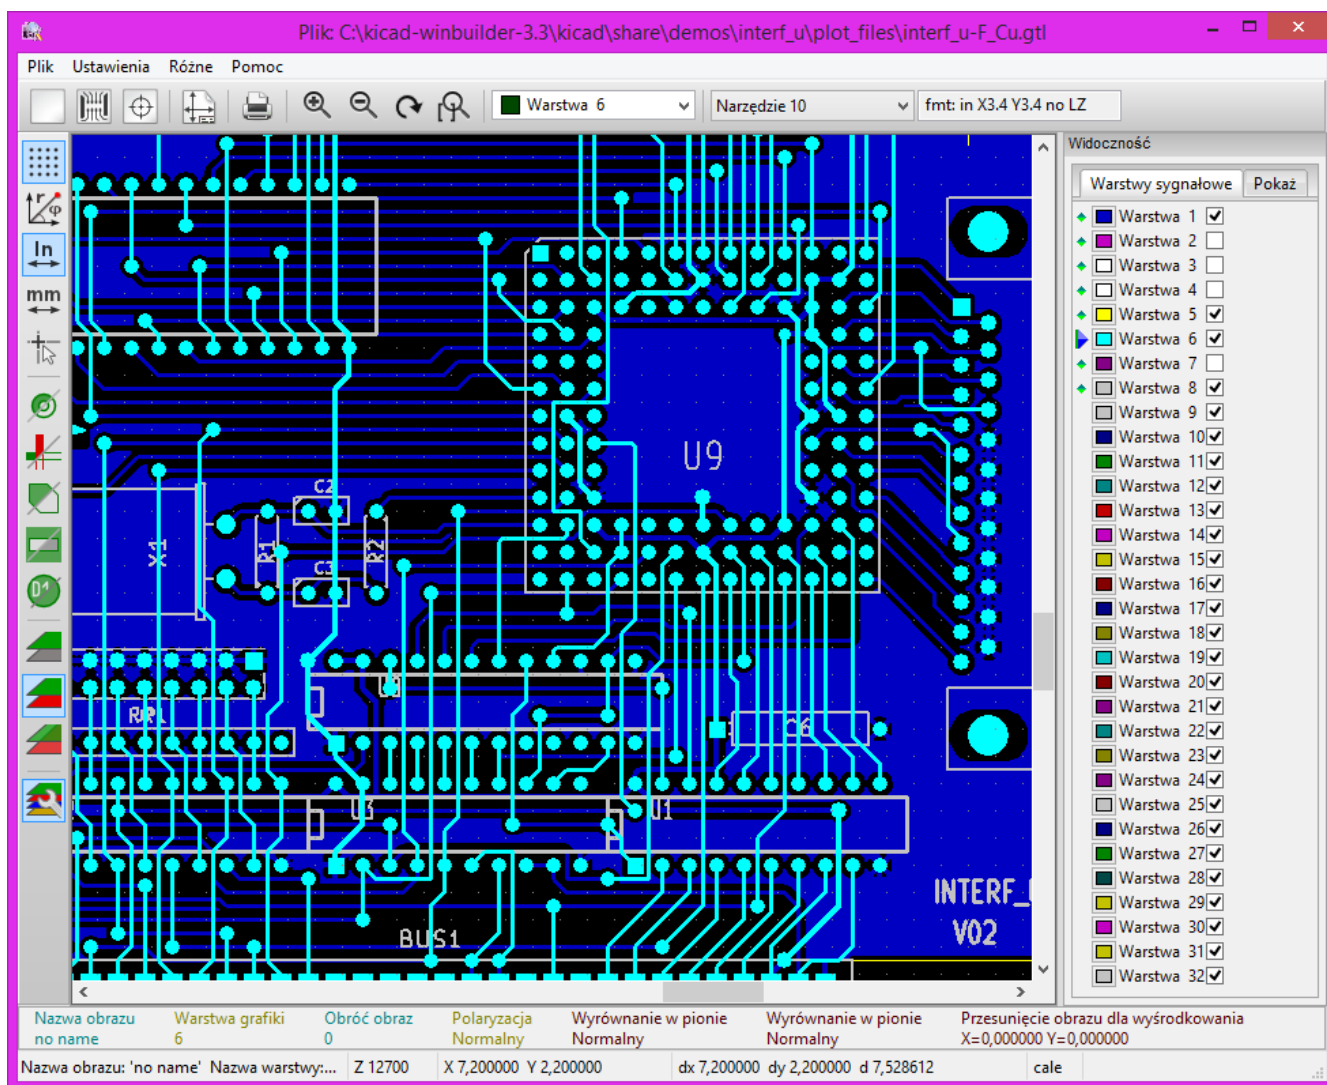 Plik: C:\kicad-winbuilder-3.3\kicad\share\demos\interf_u\plot_files\interf_u-F_Cu.gtl
Plik Ustawienia Różne Pomoc
Warstwa 6 Narzędzie 10 fmt: in X3.4 Y3.4 no LZ
In
mm
U9
C2
X1
R1
R2
C3
RR1
C6
U3
U1
INTERF_
V02
BUS1
Widoczność
Warstwy sygnałowe Pokaż
Warstwa 1
Warstwa 2
Warstwa 3
Warstwa 4
Warstwa 5
Warstwa 6
Warstwa 7
Warstwa 8
Warstwa 9
Warstwa 10
Warstwa 11
Warstwa 12
Warstwa 13
Warstwa 14
Warstwa 15
Warstwa 16
Warstwa 17
Warstwa 18
Warstwa 19
Warstwa 20
Warstwa 21
Warstwa 22
Warstwa 23
Warstwa 24
Warstwa 25
Warstwa 26
Warstwa 27
Warstwa 28
Warstwa 29
Warstwa 30
Warstwa 31
Warstwa 32
Nazwa obrazu Warstwa grafiki Obróć obraz Polaryzacja Wyrównanie w pionie Wyrównanie w pionie Przesunięcie obrazu dla wyśrodkowania
no name 6 0 Normalny Normalny Normalny X=0,000000 Y=0,000000
Nazwa obrazu: 'no name' Nazwa warstwy:... Z 12700 X 7,200000 Y 2,200000 dx 7,200000 dy 2,200000 d 7,528612 cale